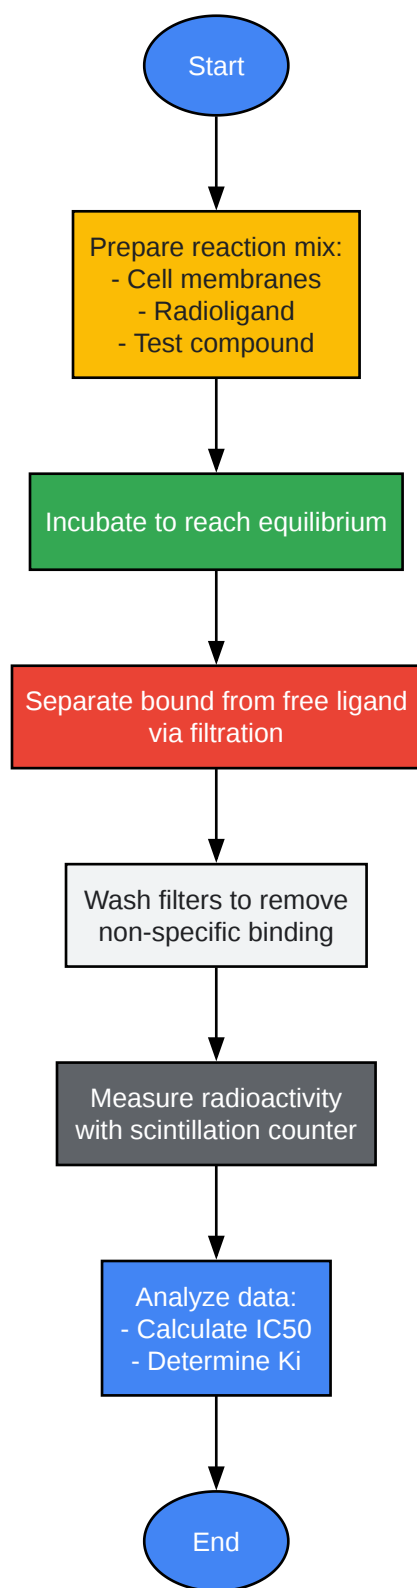 Start
Prepare reaction mix:
- Cell membranes
- Radioligand
- Test compound
Incubate to reach equilibrium
Separate bound from free ligand
via filtration
Wash filters to remove
non-specific binding
Measure radioactivity
with scintillation counter
Analyze data:
- Calculate IC50
- Determine Ki
End